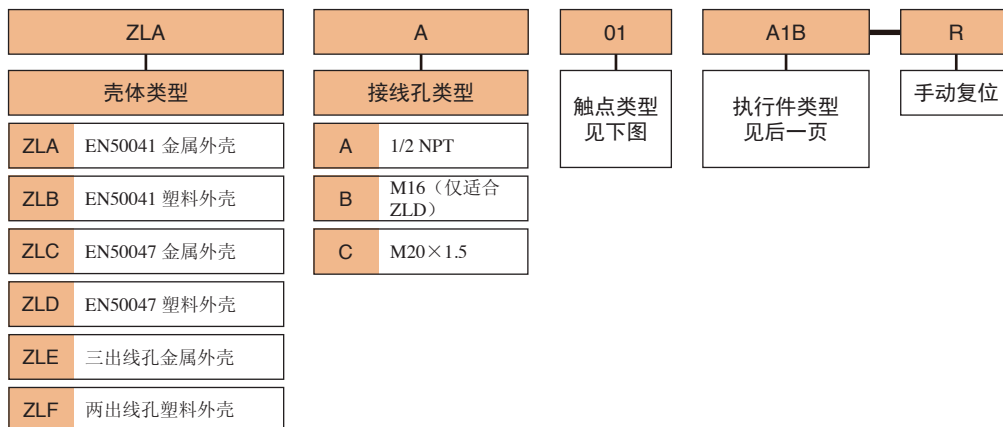 ZLA A 01 A1B R
壳体类型 接线孔类型 触点类型 见下图 执行件类型 见后一页 手动复位
ZLA EN50041 金属外壳
ZLB EN50041 塑料外壳
ZLC EN50047 金属外壳
ZLD EN50047 塑料外壳
ZLE 三出线孔金属外壳
ZLF 两出线孔塑料外壳
A 1/2 NPT
B M16（仅适合
ZLD）
C M20×1.5